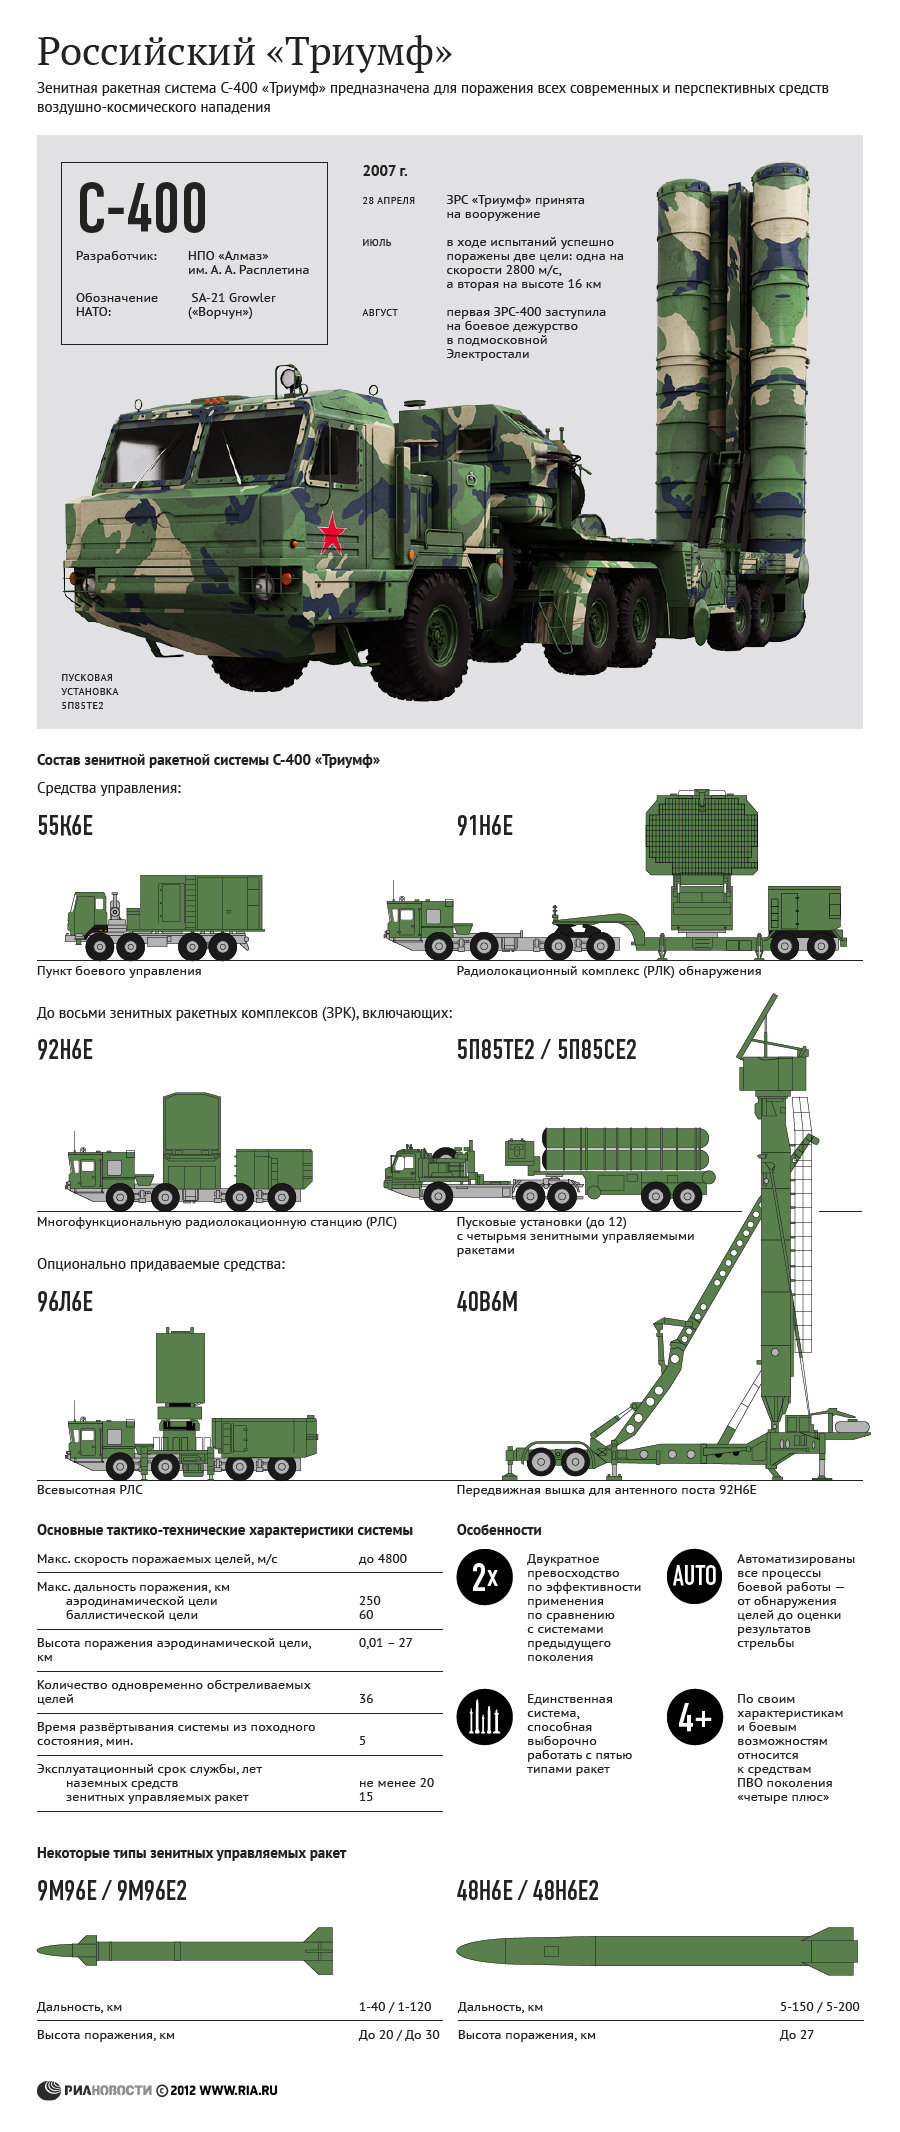 Российский «Триумф»
Зенитная ракетная система С-400 «Триумф» предназначена для поражения всех современных и перспективных средств
воздушно-космического нападения
С-400
Разработчик: НПО «Алмаз»
им. А. А. Расплетина
Обозначение SA-21 Growler
НАТО: («Ворчун»)
2007 г.
28 АПРЕЛЯ ЗРС «Триумф» принята
на вооружение
ИЮЛЬ в ходе испытаний успешно
поражены две цели: одна на
скорости 2800 м/с,
а вторая на высоте 16 км
АВГУСТ первая ЗРС-400 заступила
на боевое дежурство
в подмосковной
Электростали
ПУСКОВАЯ
УСТАНОВКА
5П85ТЕ2
Состав зенитной ракетной системы С-400 «Триумф»
Средства управления:
55К6Е
91Н6Е
Пункт боевого управления
Радиолокационный комплекс (РЛК) обнаружения
До восьми зенитных ракетных комплексов (ЗРК), включающих:
92Н6Е
5П85ТЕ2 / 5П85СЕ2
Многофункциональную радиолокационную станцию (РЛС)
Пусковые установки (до 12)
с четырьмя зенитными управляемыми
ракетами
Опционально придаваемые средства:
96Л6Е
40В6М
Всевысотная РЛС
Передвижная вышка для антенного поста 92Н6Е
Основные тактико-технические характеристики системы
Макс. скорость поражаемых целей, м/с до 4800
Макс. дальность поражения, км
аэродинамической цели 250
баллистической цели 60
Высота поражения аэродинамической цели, 0,01 – 27
км
Количество одновременно обстреливаемых
целей 36
Время развёртывания системы из походного
состояния, мин. 5
Эксплуатационный срок службы, лет
наземных средств не менее 20
зенитных управляемых ракет 15
Особенности
2x
Двукратное
превосходство
по эффективности
применения
по сравнению
с системами
предыдущего
поколения
AUTO
Автоматизированы
все процессы
боевой работы —
от обнаружения
целей до оценки
результатов
стрельбы
Единственная
система,
способная
выборочно
работать с пятью
типами ракет
4+
По своим
характеристикам
и боевым
возможностям
относится
к средствам
ПВО поколения
«четыре плюс»
Некоторые типы зенитных управляемых ракет
9М96Е / 9М96Е2
48Н6Е / 48Н6Е2
Дальность, км 1-40 / 1-120
Высота поражения, км До 20 / До 30
Дальность, км 5-150 / 5-200
Высота поражения, км До 27
РИАНОВОСТИ © 2012 WWW.RIA.RU